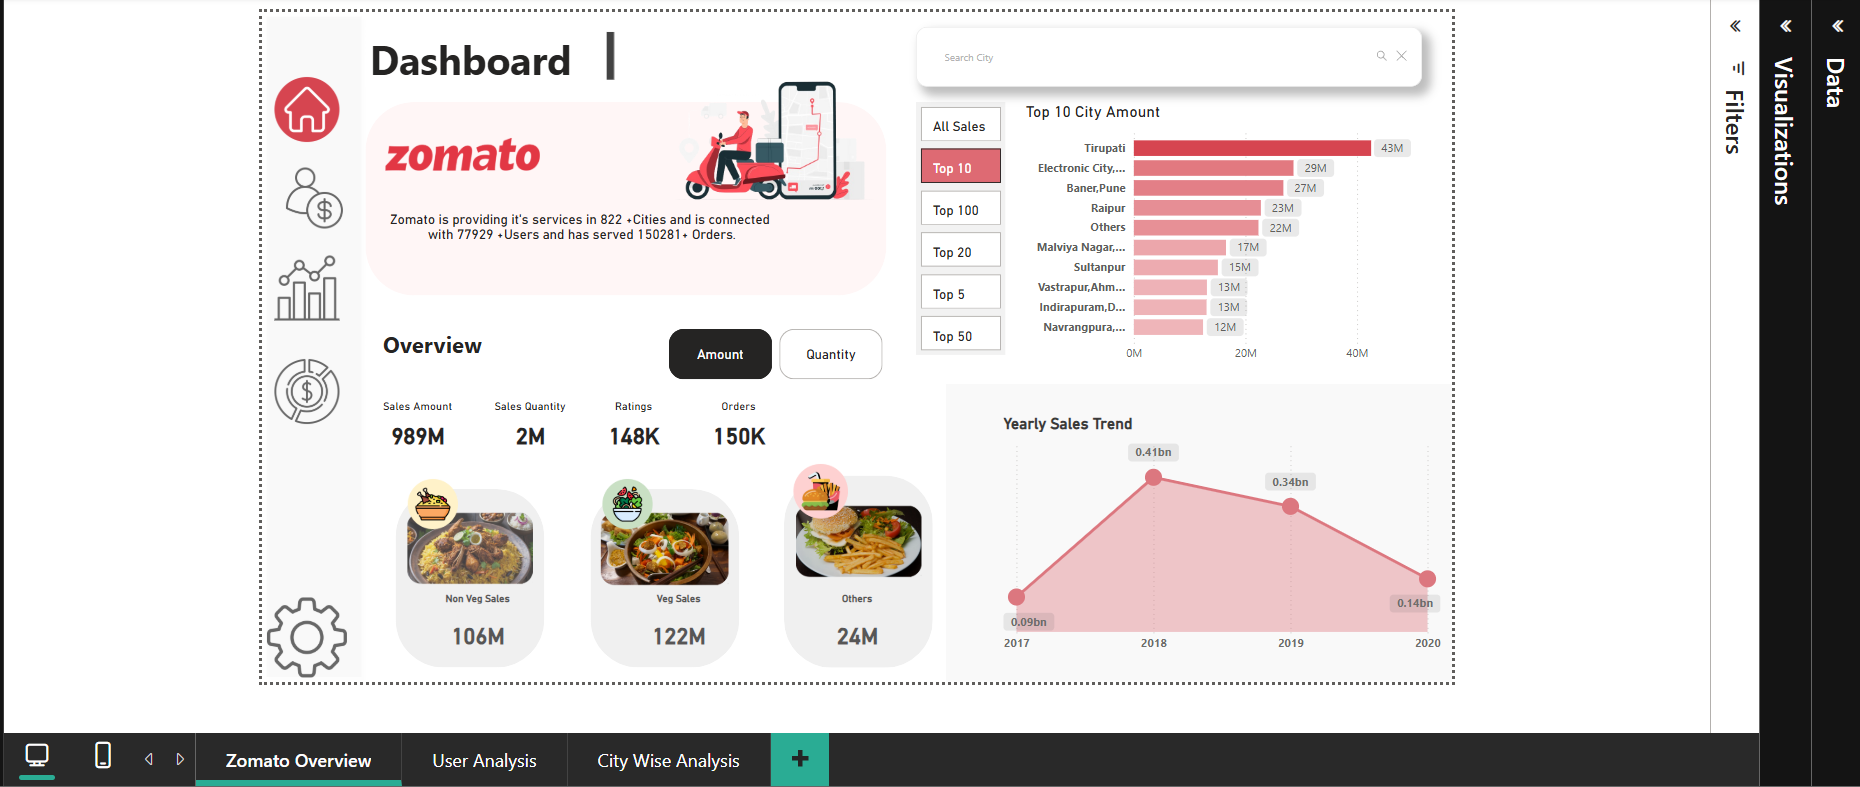 Dashboard
Search City
zomato
Zomato is providing it's services in 822 +Cities and is connected
with 77929 +Users and has served 150281+ Orders.
All Sales
Top 10
Top 100
Top 20
Top 5
Top 50
Top 10 City Amount
Tirupati 43M
Electronic City,... 29M
Baner,Pune 27M
Raipur 23M
Others 22M
Malviya Nagar,... 17M
Sultanpur 15M
Vastrapur,Ahm... 13M
Indirapuram,D... 13M
Navrangpura,... 12M
0M 20M 40M
Overview
Amount Quantity
Sales Amount Sales Quantity Ratings Orders
989M 2M 148K 150K
Non Veg Sales
106M
Veg Sales
122M
Others
24M
Yearly Sales Trend
0.41bn
0.34bn
0.14bn
0.09bn
2017 2018 2019 2020
Filters
Visualizations
Data
Zomato Overview User Analysis City Wise Analysis